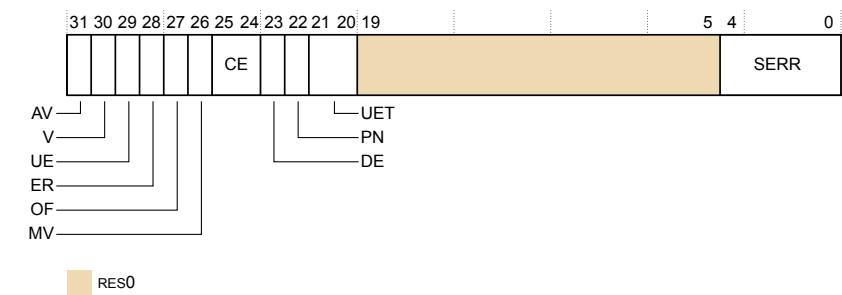 31 30 29 28 27 26 25 24 23 22 21 20 19 5 4 0
CE SERR
AV UET
V PN
UE DE
ER
OF
MV
RES0